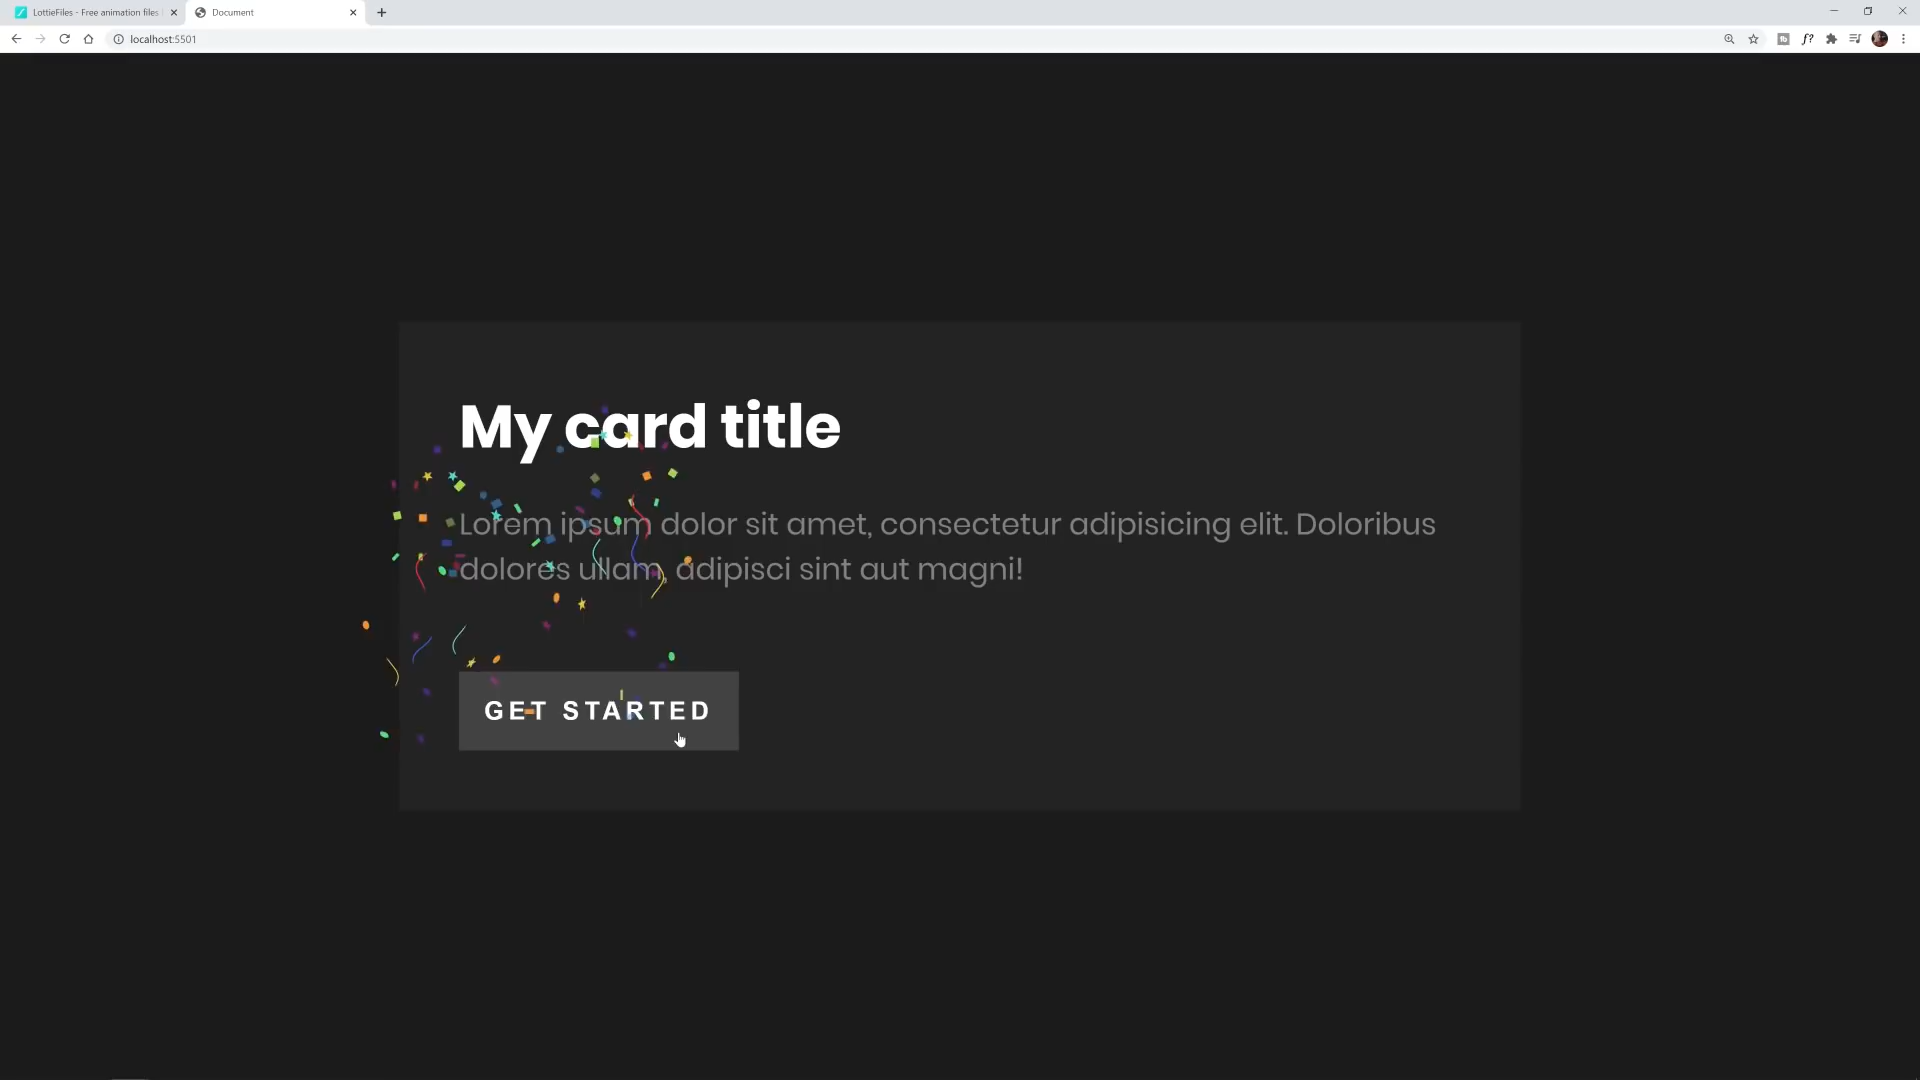 LottieFiles - Free animation files
Document
localhost:5501
f?
My card title
Lorem ipsum dolor sit amet, consectetur adipisicing elit. Doloribus
dolores ullam, adipisci sint aut magni!
GET STARTED